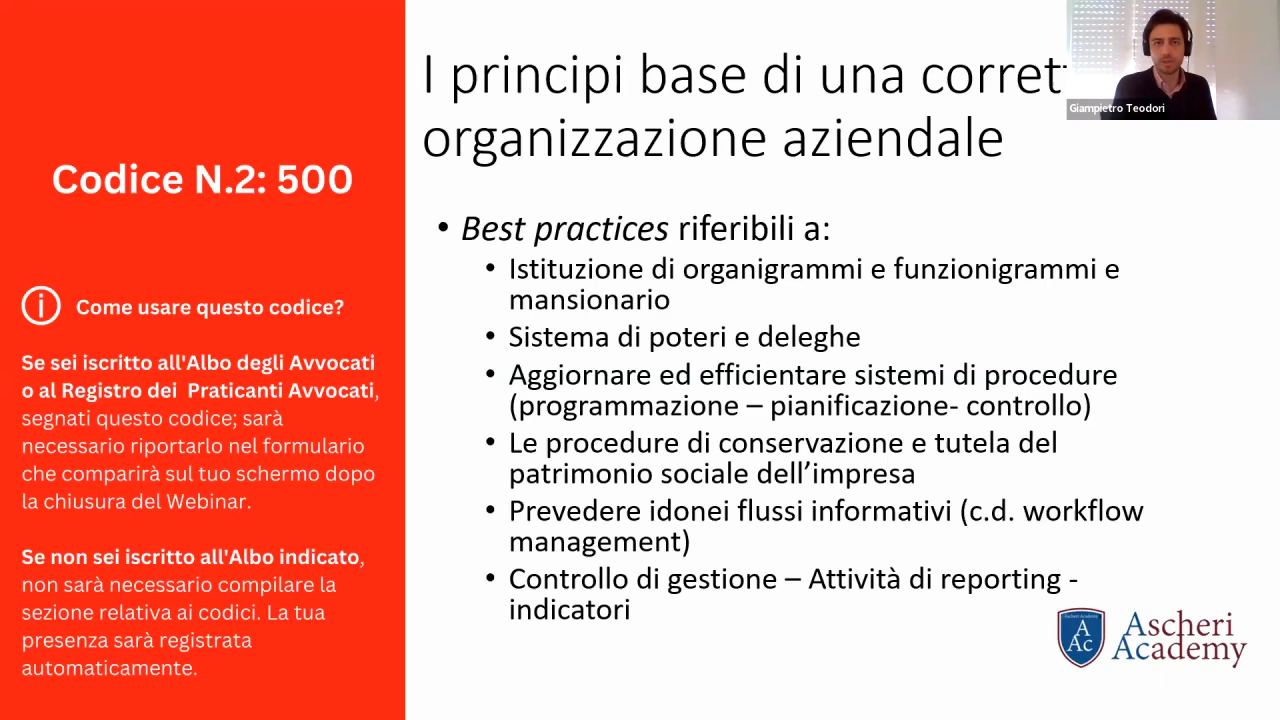 Codice N.2: 500
Come usare questo codice?
Se sei iscritto all'Albo degli Avvocati
o al Registro dei Praticanti Avvocati,
segnati questo codice; sarà
necessario riportarlo nel formulario
che comparirà sul tuo schermo dopo
la chiusura del Webinar.
Se non sei iscritto all'Albo indicato,
non sarà necessario compilare la
sezione relativa ai codici. La tua
presenza sarà registrata
automaticamente.
I principi base di una corret
organizzazione aziendale
• Best practices riferibili a:
• Istituzione di organigrammi e funzionigrammi e
mansionario
• Sistema di poteri e deleghe
• Aggiornare ed efficientare sistemi di procedure
(programmazione – pianificazione- controllo)
• Le procedure di conservazione e tutela del
patrimonio sociale dell’impresa
• Prevedere idonei flussi informativi (c.d. workflow
management)
• Controllo di gestione – Attività di reporting -
indicatori
Giampietro Teodori
Ascheri Academy
A
Ac
Ascheri
Academy